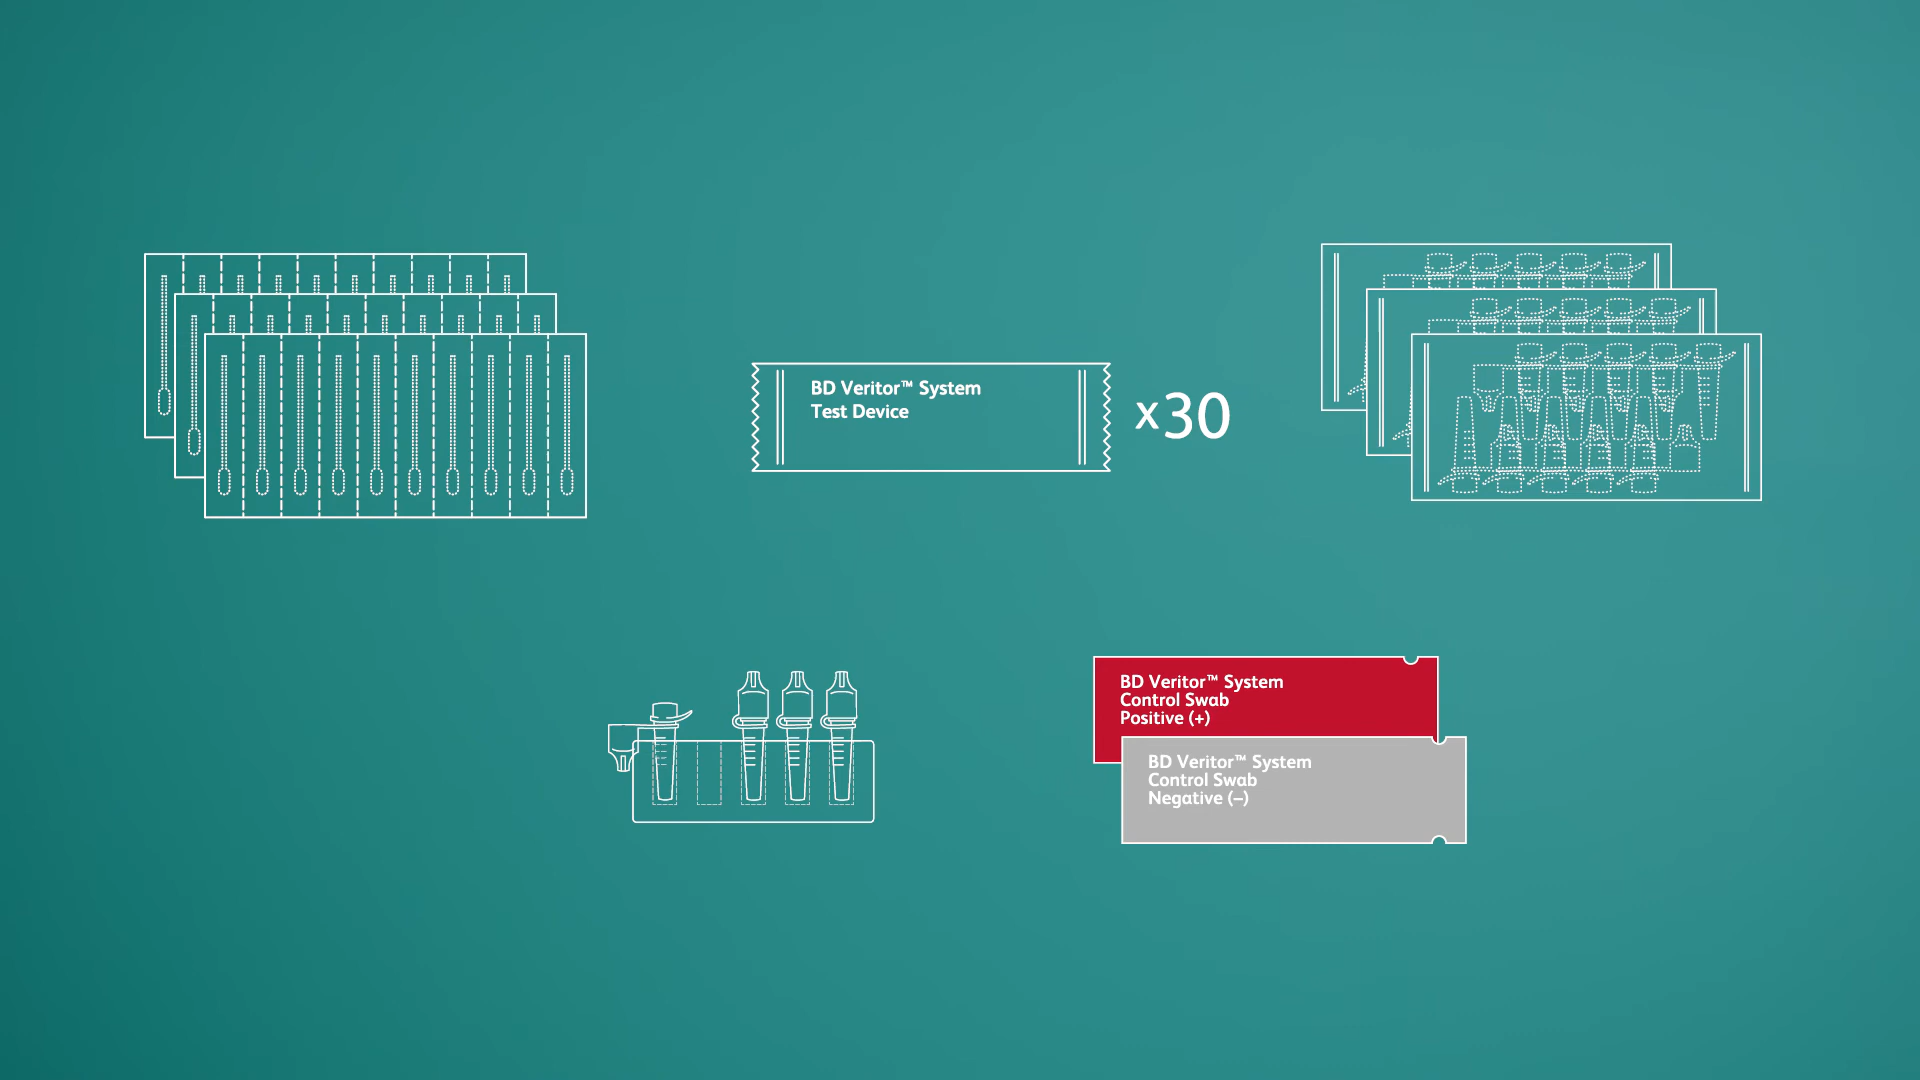 BD Veritor™ System
Test Device
x30
BD Veritor™ System
Control Swab
Positive (+)
BD Veritor™ System
Control Swab
Negative (–)